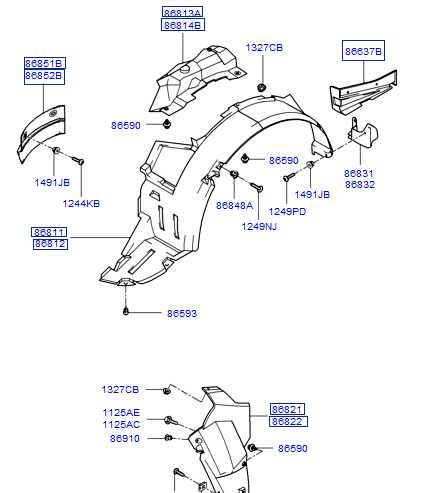 86813A
86814B
1327CB
86637B
86851B
86852B
86590
86590
1491JB
1244KB
86848A
1249NJ
1249PD
1491JB
86831
86832
86811
86812
86593
1327CB
1125AE
1125AC
86910
86821
86822
86590